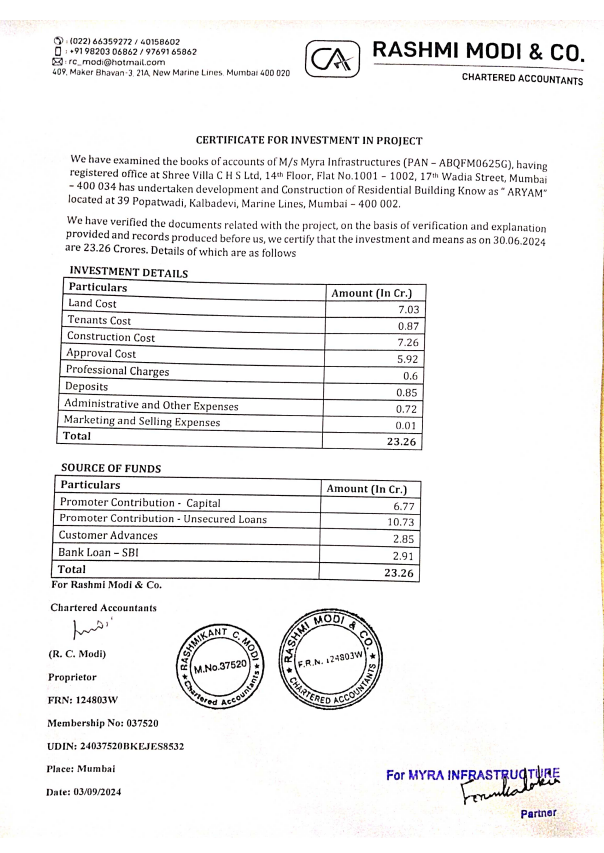 : (022) 66359272 / 40158602
: +91 98203 06862 / 97691 65862
: rc_modi@hotmail.com
409, Maker Bhavan-3, 21A, New Marine Lines, Mumbai 400 020
CA
RASHMI MODI & CO.
CHARTERED ACCOUNTANTS
CERTIFICATE FOR INVESTMENT IN PROJECT
We have examined the books of accounts of M/s Myra Infrastructures (PAN – ABQFM0625G), having
registered office at Shree Villa C H S Ltd, 14th Floor, Flat No.1001 – 1002, 17th Wadia Street, Mumbai
– 400 034 has undertaken development and Construction of Residential Building Know as “ ARYAM”
located at 39 Popatwadi, Kalbadevi, Marine Lines, Mumbai – 400 002.
We have verified the documents related with the project, on the basis of verification and explanation
provided and records produced before us, we certify that the investment and means as on 30.06.2024
are 23.26 Crores. Details of which are as follows
INVESTMENT DETAILS
Particulars Amount (In Cr.)
Land Cost 7.03
Tenants Cost 0.87
Construction Cost 7.26
Approval Cost 5.92
Professional Charges 0.6
Deposits 0.85
Administrative and Other Expenses 0.72
Marketing and Selling Expenses 0.01
Total 23.26
SOURCE OF FUNDS
Particulars Amount (In Cr.)
Promoter Contribution - Capital 6.77
Promoter Contribution - Unsecured Loans 10.73
Customer Advances 2.85
Bank Loan – SBI 2.91
Total 23.26
For Rashmi Modi & Co.
Chartered Accountants
(R. C. Modi)
Proprietor
FRN: 124803W
Membership No: 037520
UDIN: 24037520BKEJES8532
Place: Mumbai
Date: 03/09/2024
RASHMIKANT C. MODI
M.No.37520
Chartered Accountants
RASHMI MODI & CO.
F.R.N. 124803W
CHARTERED ACCOUNTANTS
For MYRA INFRASTRUCTURE
Partner